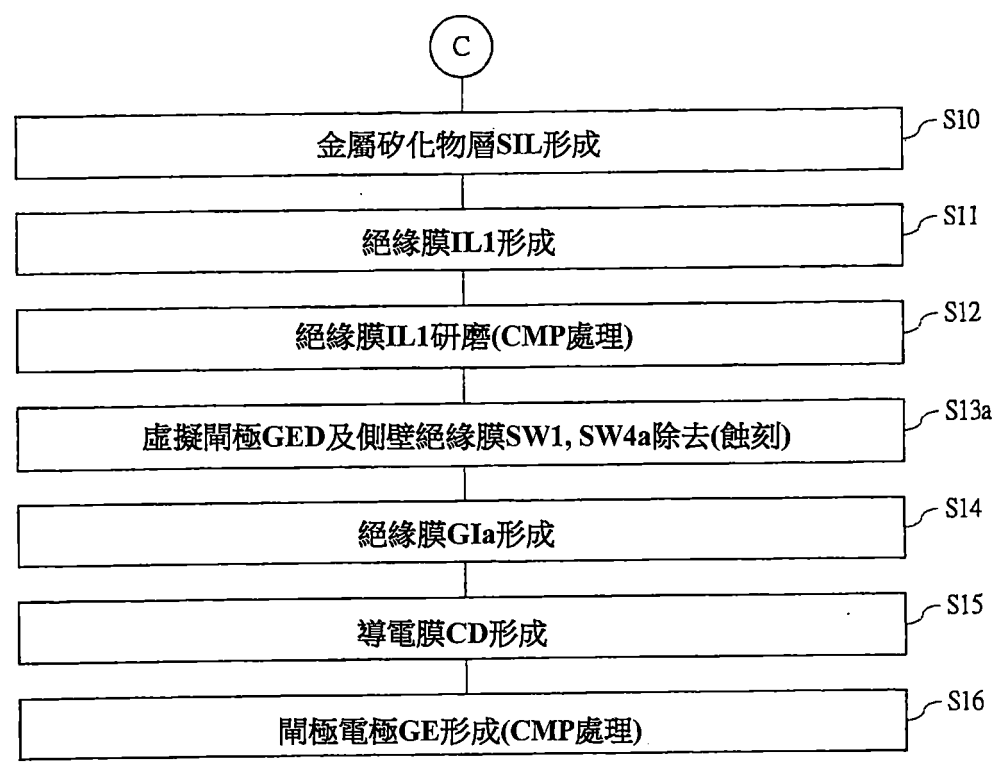 C
S10
金屬矽化物層SIL形成
S11
絕緣膜IL1形成
S12
絕緣膜IL1研磨(CMP處理)
S13a
虛擬閘極GED及側壁絕緣膜SW1, SW4a除去(蝕刻)
S14
絕緣膜GIa形成
S15
導電膜CD形成
S16
閘極電極GE形成(CMP處理)